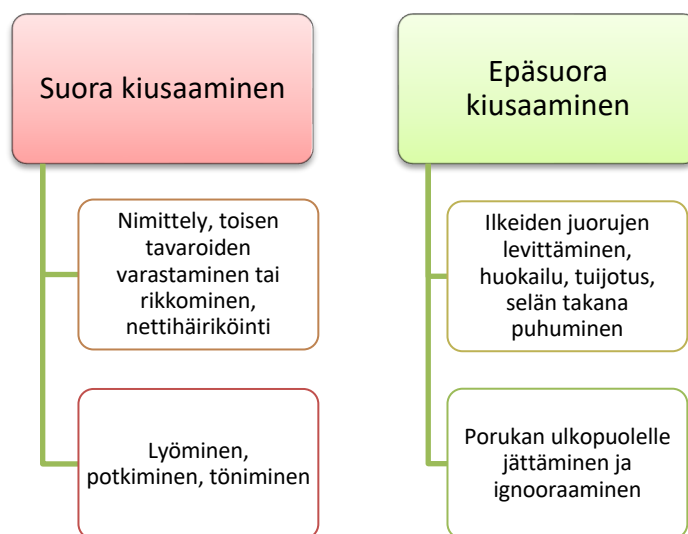 Suora kiusaaminen
Nimittely, toisen
tavaroiden
varastaminen tai
rikkominen,
nettihäiriköinti
Lyöminen,
potkiminen, töniminen
Epäsuora
kiusaaminen
Ilkeiden juorujen
levittäminen,
huokailu, tuijotus,
selän takana
puhuminen
Porukan ulkopuolelle
jättäminen ja
ignooraaminen